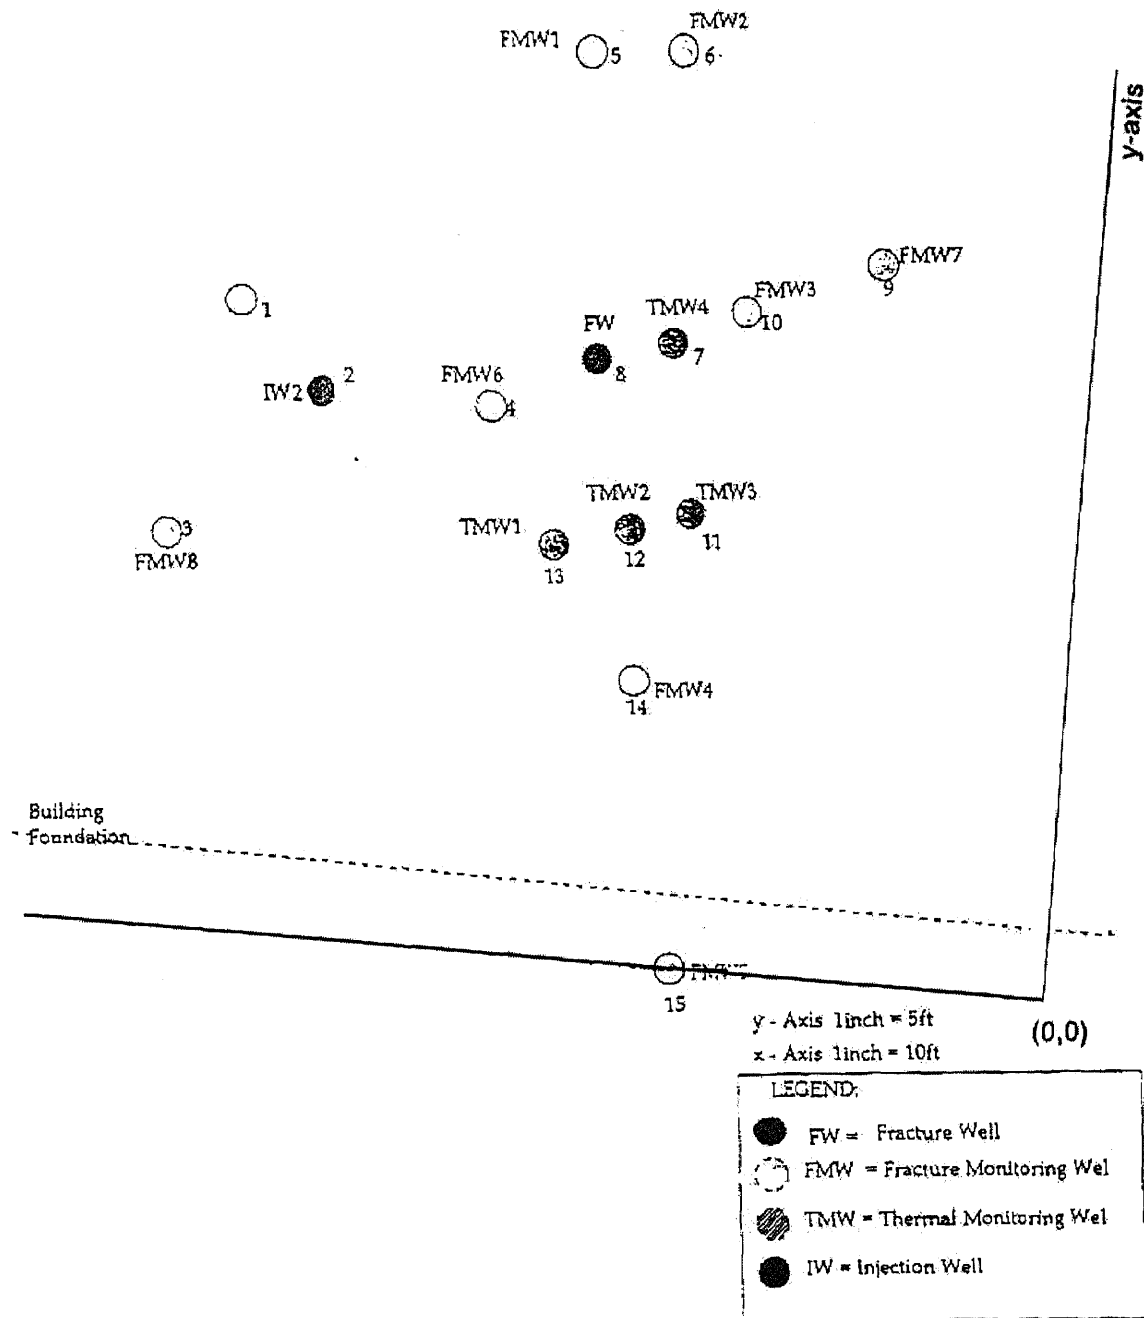 FMW2
FMW1
5
6
y-axis
FMW7
9
1
FMW3
10
TMW4
7
FW
8
2
IW2
FMW6
4
TMW3
11
TMW2
12
TMW1
13
3
FMW8
FMW4
14
Building
Foundation
15
y - Axis 1inch = 5ft
x - Axis 1inch = 10ft
(0,0)
LEGEND:
FW = Fracture Well
FMW = Fracture Monitoring Wel
TMW = Thermal Monitoring Wel
IW = Injection Well